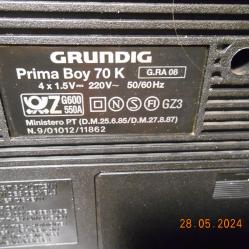 GRUNDIG
Prima Boy 70 K G.RA 08
4 x 1.5V⎓ 220V~ 50/60Hz
Z G600 550A D N S F GZ3
Ministero PT (D.M.25.6.85/D.M.27.8.87)
N.9/01012/11862
28.05.2024